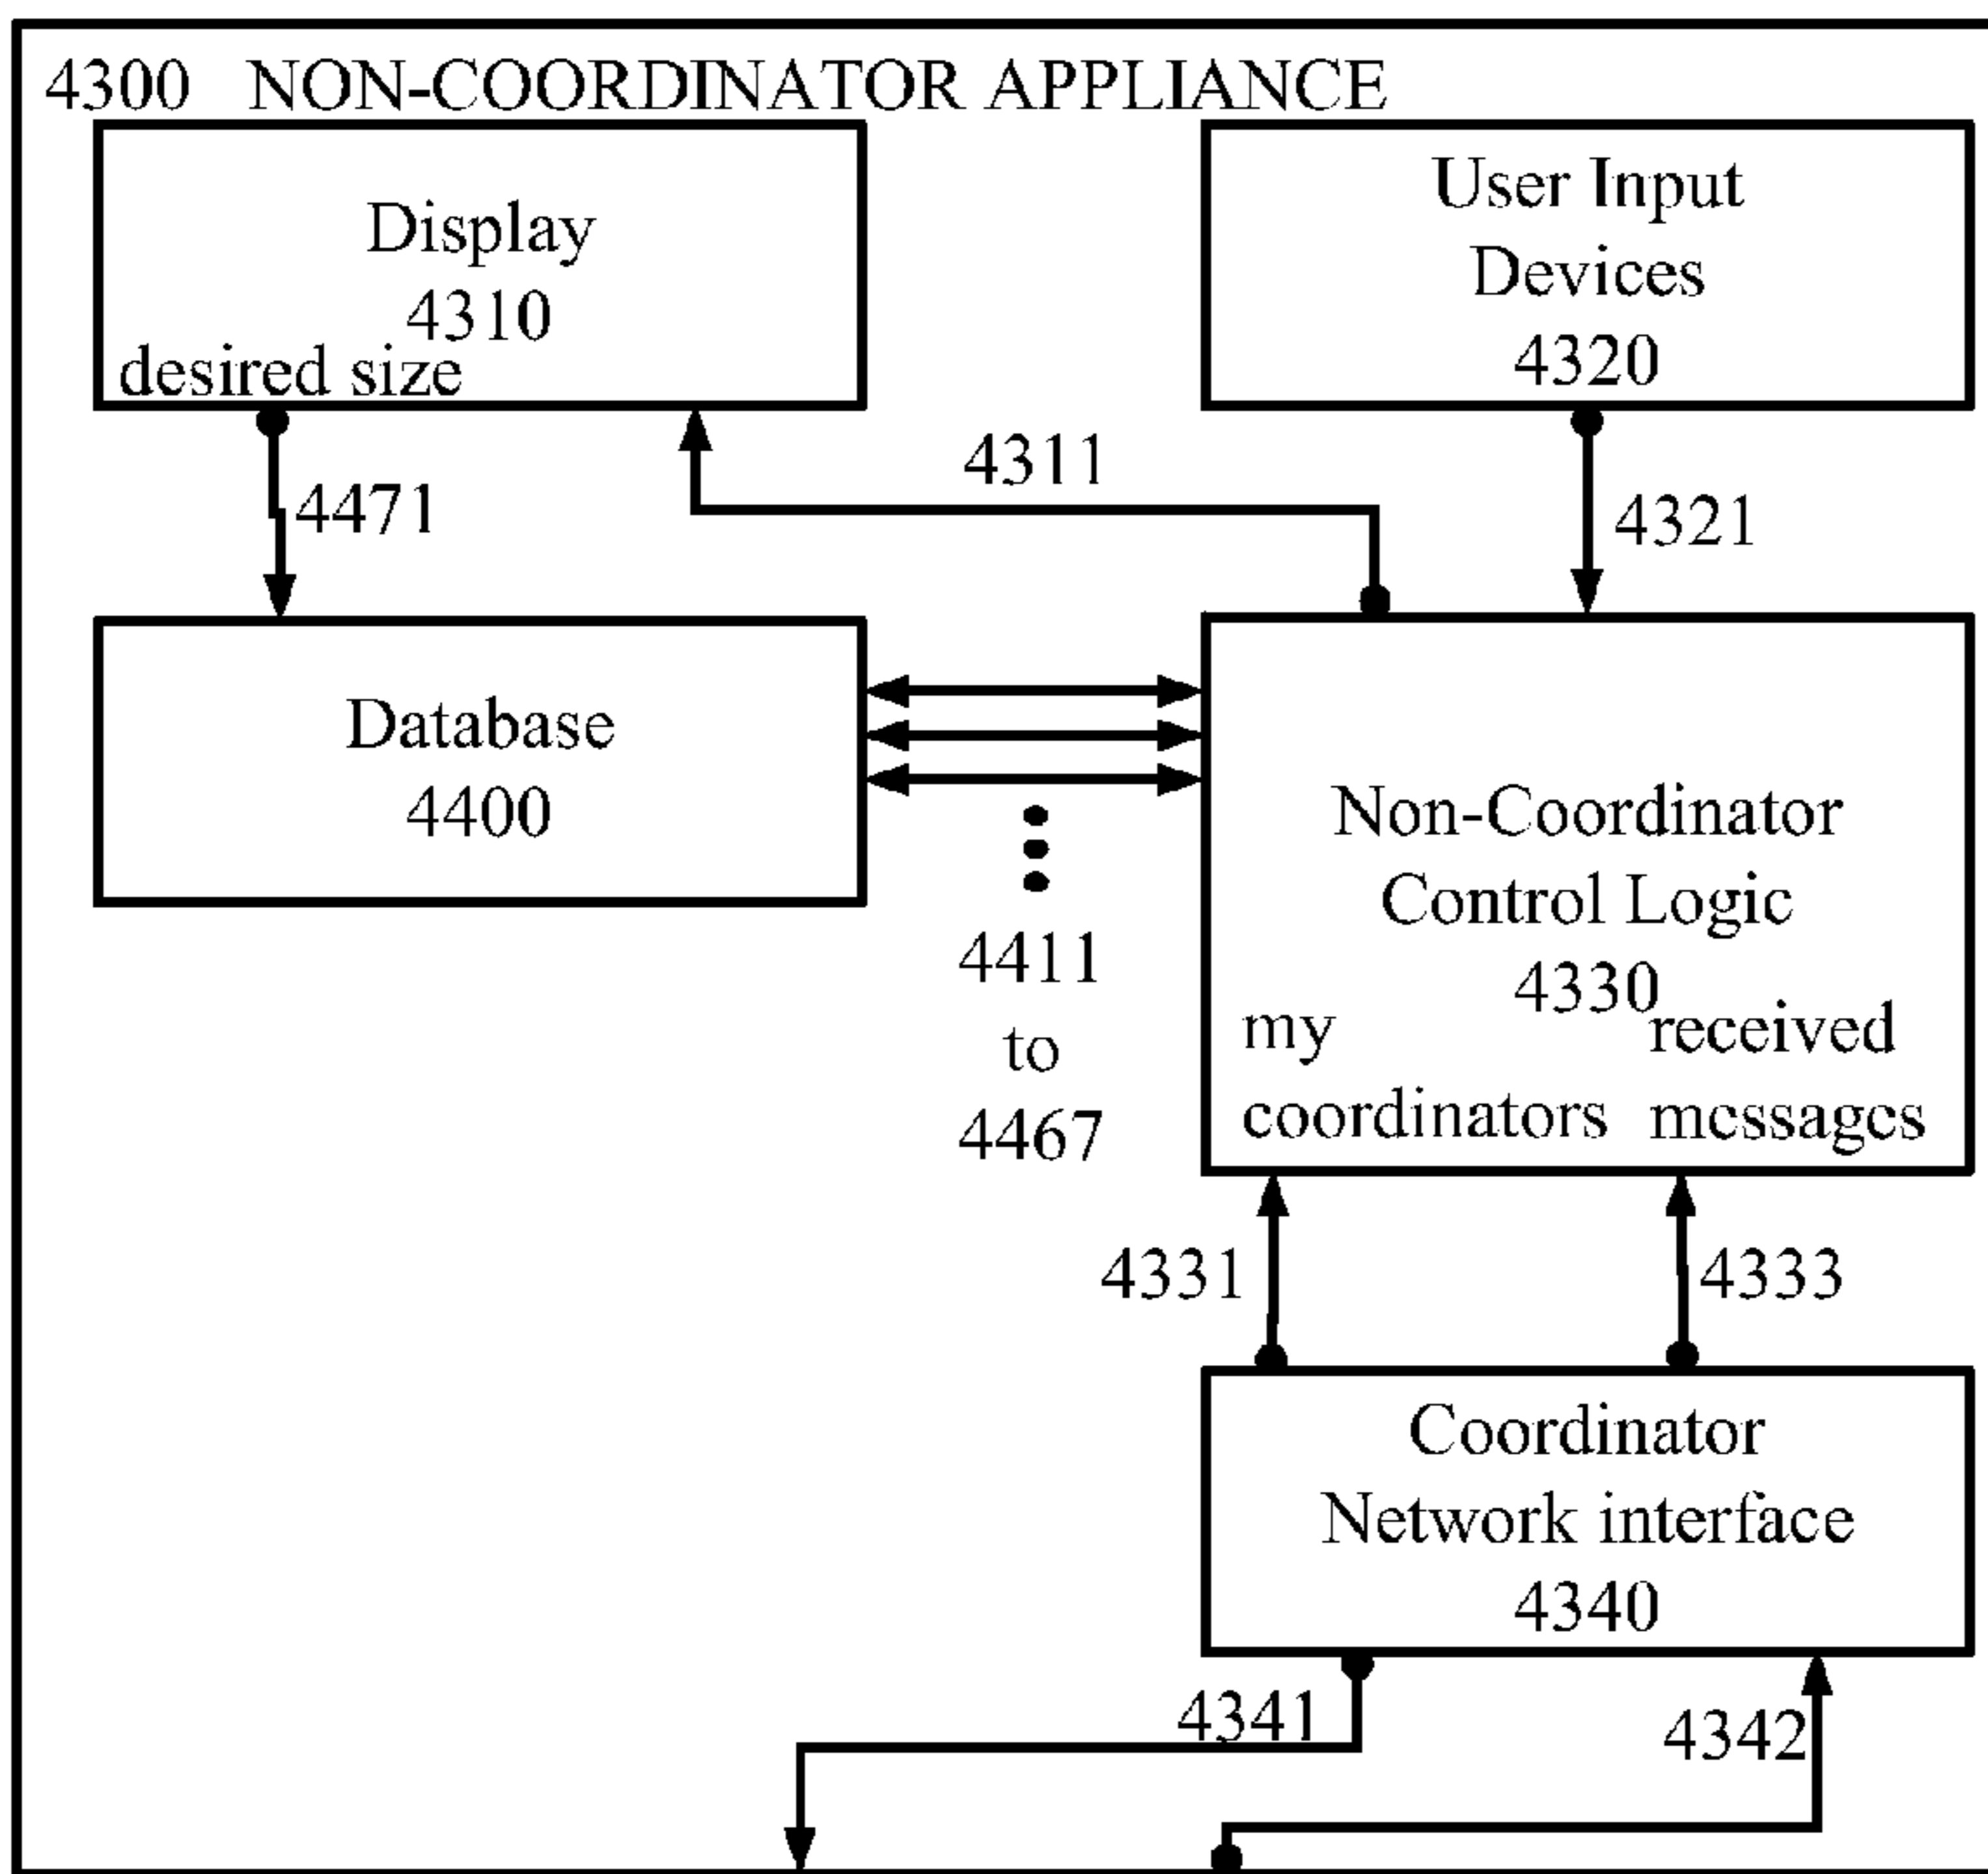 4300 NON-COORDINATOR APPLIANCE
Display
4310
desired size
User Input
Devices
4320
4471
4311
4321
Database
4400
4411
to
4467
Non-Coordinator
Control Logic
4330
my
coordinators
received
messages
4331
4333
Coordinator
Network interface
4340
4341
4342